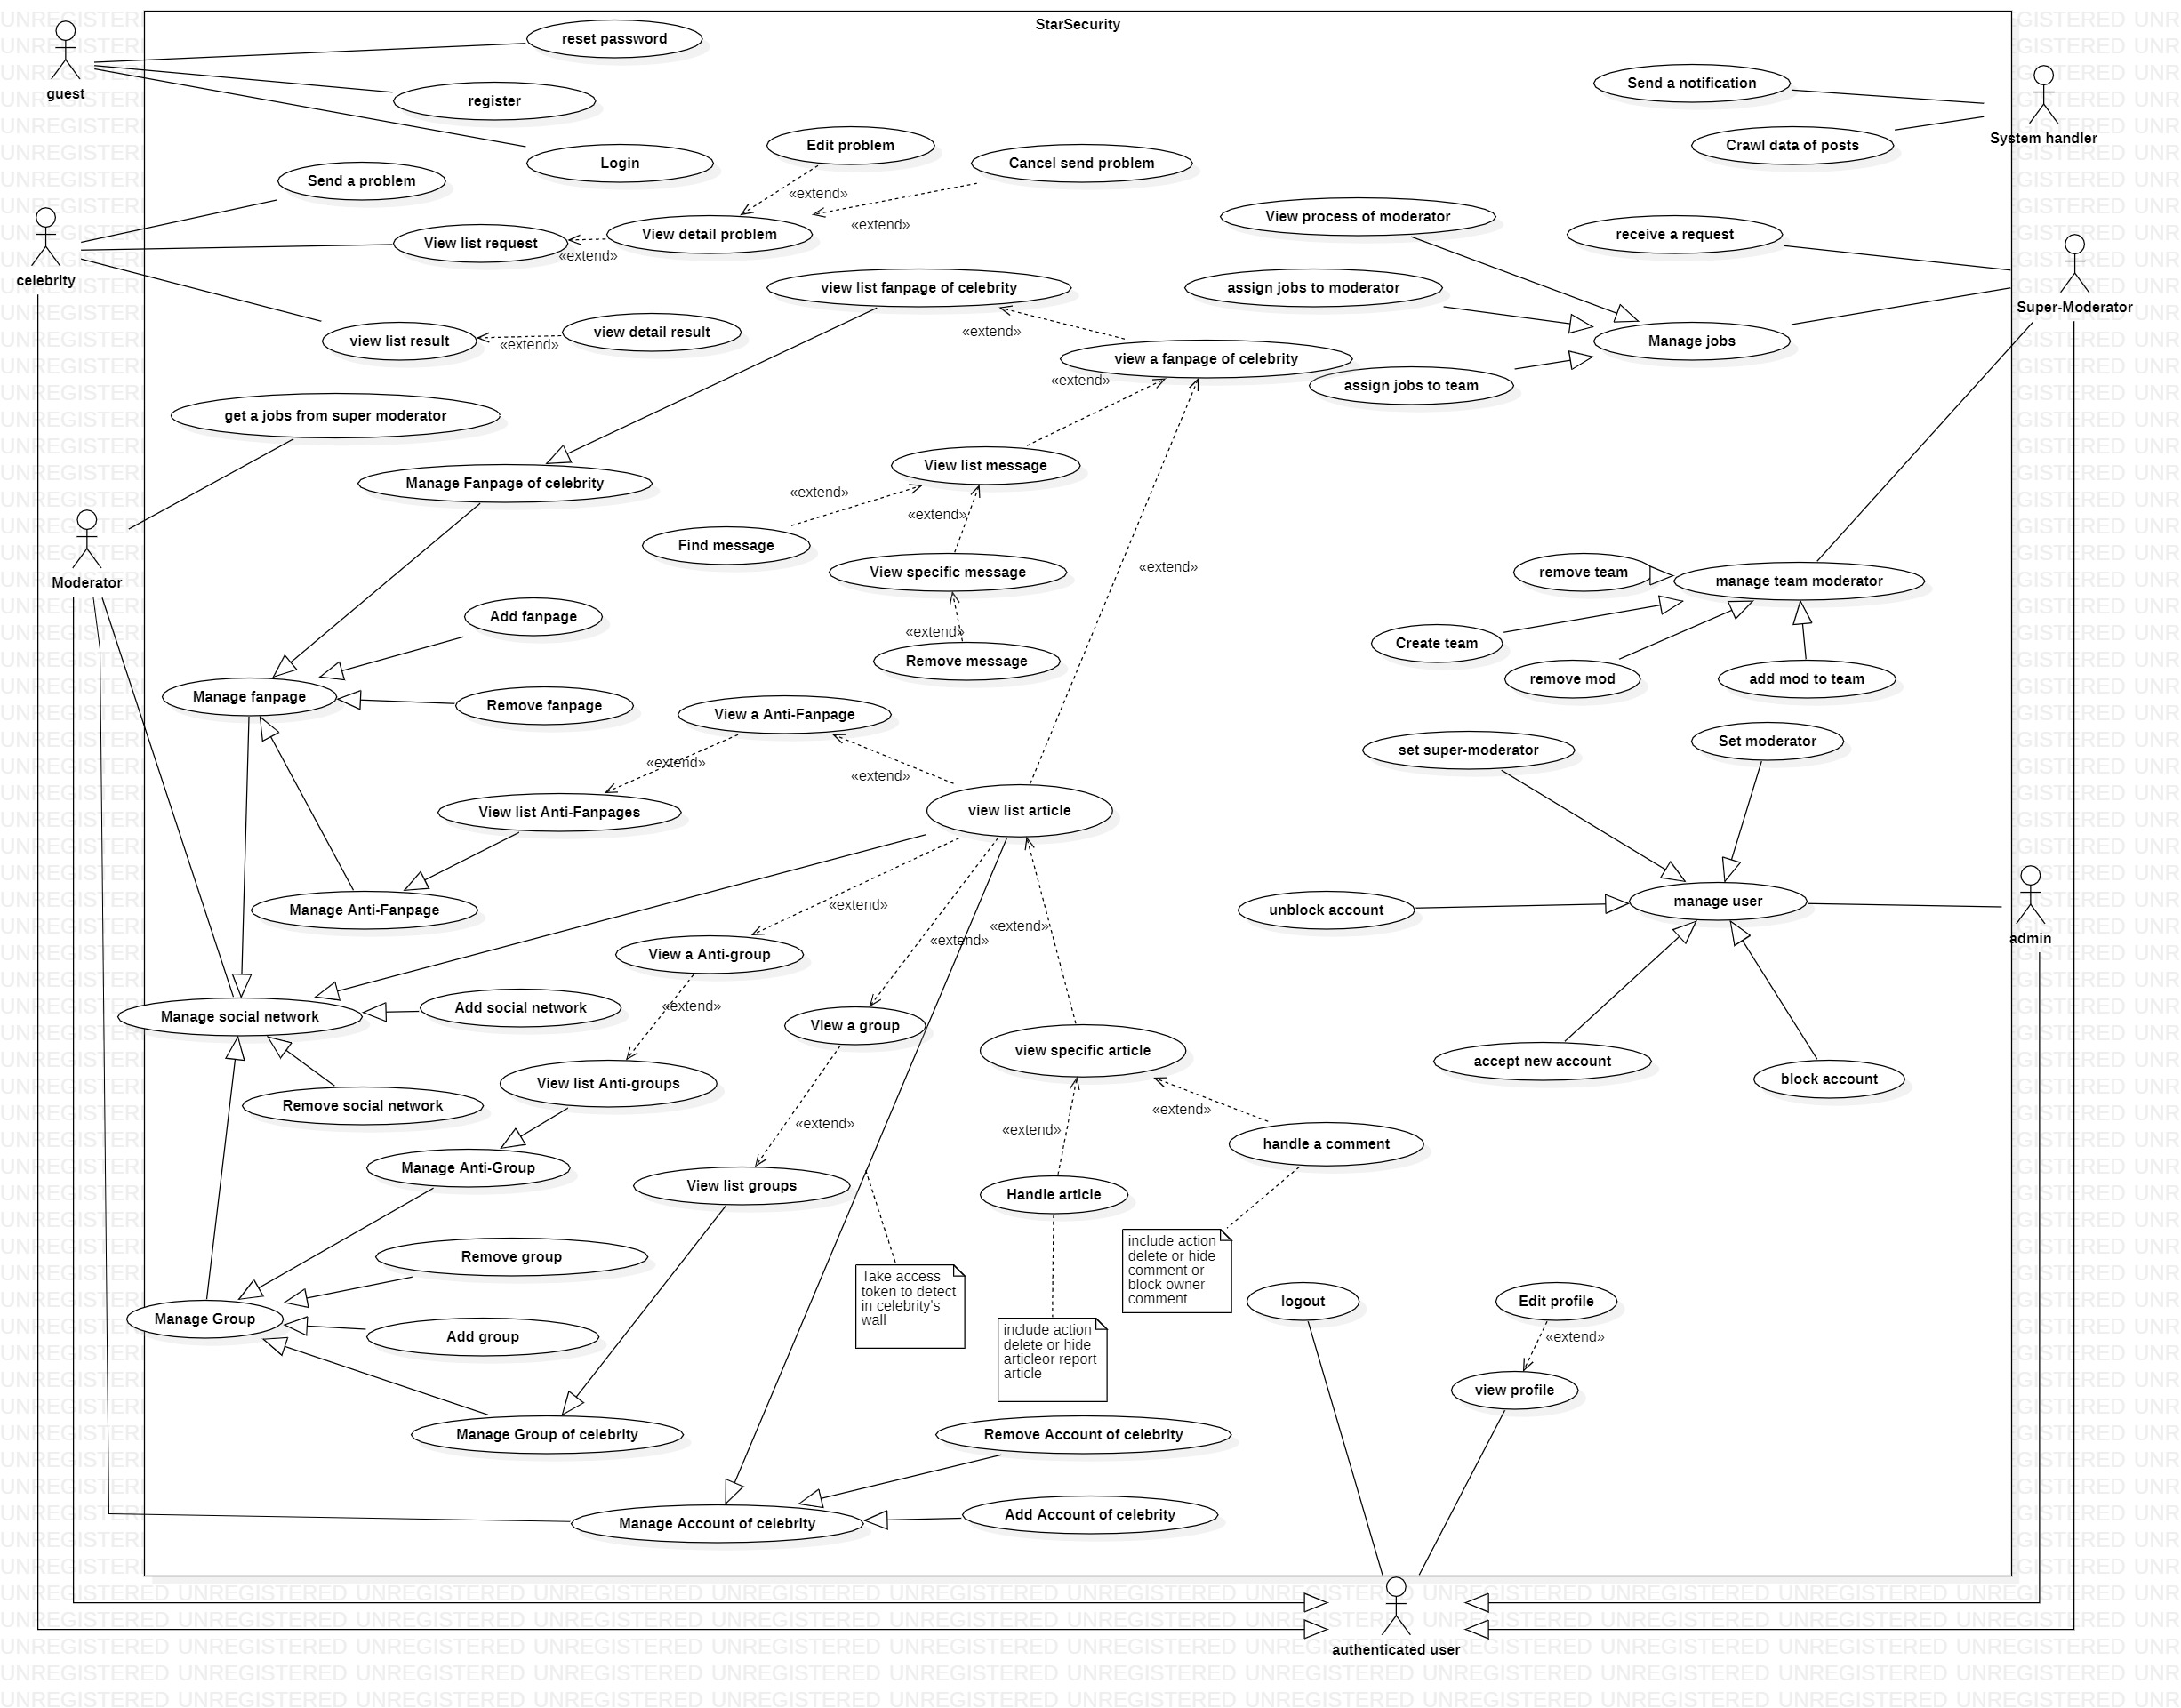 StarSecurity
reset password
guest
register
Login
Send a notification
Crawl data of posts
System handler
Edit problem
Cancel send problem
Send a problem
«extend»
«extend»
View list request
View detail problem
«extend»
celebrity
View process of moderator
receive a request
view list fanpage of celebrity
assign jobs to moderator
Super-Moderator
«extend»
view list result
view detail result
«extend»
Manage jobs
view a fanpage of celebrity
«extend»
assign jobs to team
get a jobs from super moderator
View list message
Manage Fanpage of celebrity
«extend»
«extend»
Find message
View specific message
«extend»
Moderator
remove team
manage team moderator
Add fanpage
«extend»
Create team
Remove message
remove mod
add mod to team
Manage fanpage
Remove fanpage
View a Anti-Fanpage
«extend»
«extend»
set super-moderator
Set moderator
View list Anti-Fanpages
view list article
Manage Anti-Fanpage
«extend»
unblock account
manage user
admin
View a Anti-group
«extend»
«extend»
Manage social network
Add social network
«extend»
View a group
view specific article
accept new account
block account
View list Anti-groups
Remove social network
«extend»
«extend»
«extend»
handle a comment
Manage Anti-Group
View list groups
Handle article
include action
delete or hide
comment or
block owner
comment
Remove group
Take access
token to detect
in celebrity's
wall
Manage Group
Add group
include action
delete or hide
articleor report
article
logout
Edit profile
«extend»
view profile
Manage Group of celebrity
Remove Account of celebrity
Manage Account of celebrity
Add Account of celebrity
authenticated user
UNREGISTERED UNREGISTERED UNREGISTERED UNREGISTERED UNREGISTERED UNREGISTERED UNREGISTERED UNREGISTERED UNREGISTERED UNREGISTERED UNREGISTERED UNREGISTERED UNR